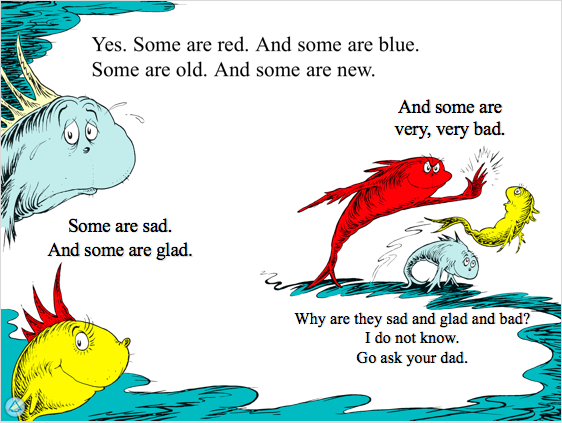 Yes. Some are red. And some are blue.
Some are old. And some are new.
And some are
very, very bad.
Some are sad.
And some are glad.
Why are they sad and glad and bad?
I do not know.
Go ask your dad.